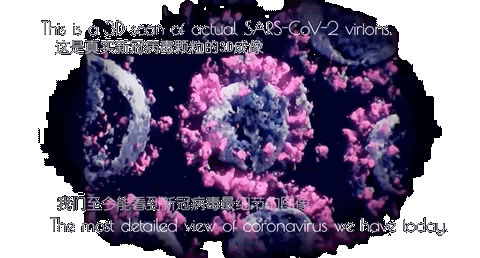 This is a 3D scan of actual SARS-CoV-2 virions.
这是真实新冠病毒颗粒的3D成像
我们至今能看到新冠病毒最细节的图像
The most detailed view of coronavirus we have today.